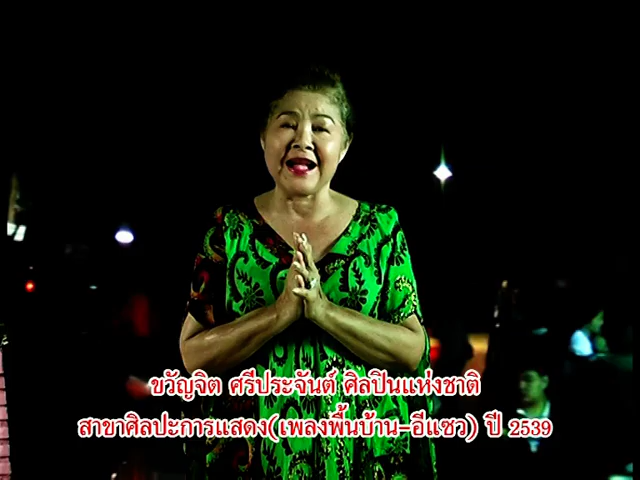 ขวัญจิต ศรีประจันต์ ศิลปินแห่งชาติ
สาขาศิลปะการแสดง(เพลงพื้นบ้าน-อีแซว) ปี 2539